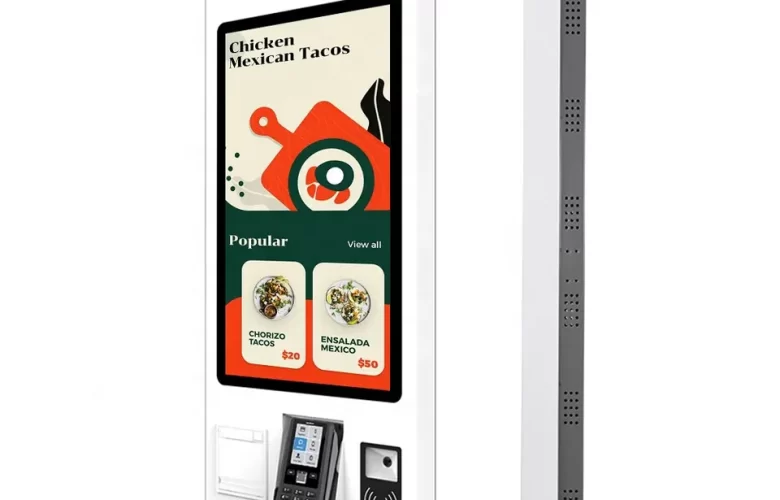 Chicken
Mexican Tacos
Popular
View all
CHORIZO
TACOS
$20
ENSALADA
MEXICO
$50